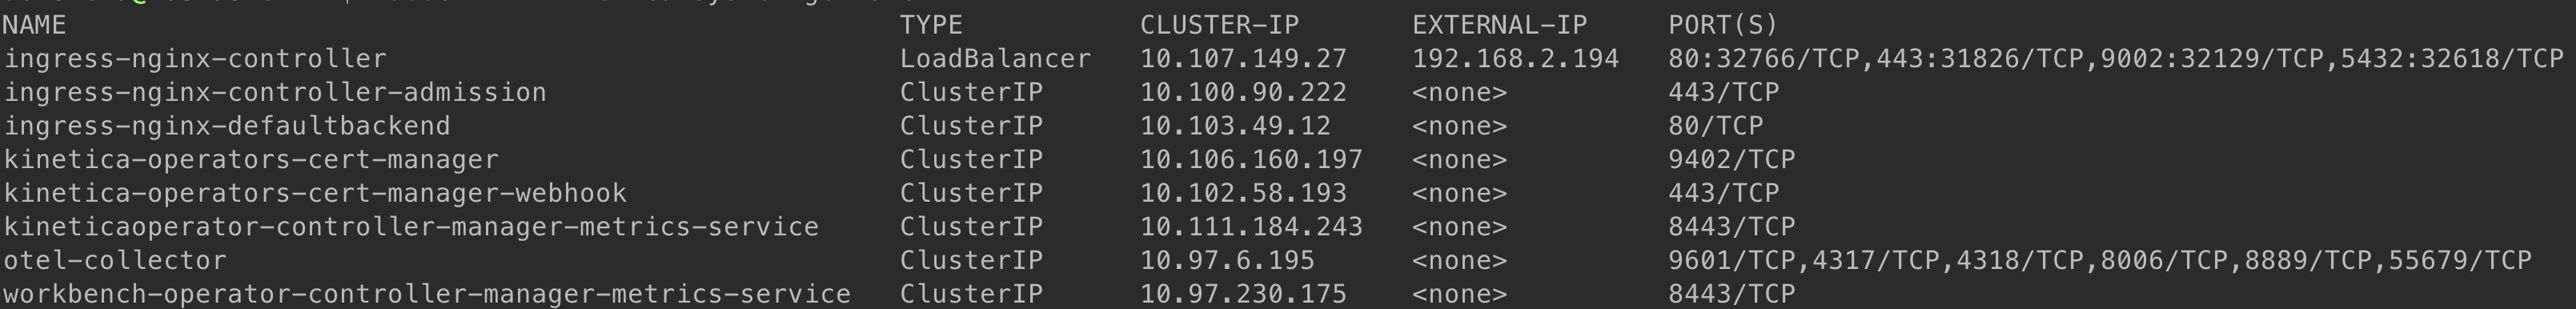 NAME TYPE CLUSTER-IP EXTERNAL-IP PORT(S)
ingress-nginx-controller LoadBalancer 10.107.149.27 192.168.2.194 80:32766/TCP,443:31826/TCP,9002:32129/TCP,5432:32618/TCP
ingress-nginx-controller-admission ClusterIP 10.100.90.222 <none> 443/TCP
ingress-nginx-defaultbackend ClusterIP 10.103.49.12 <none> 80/TCP
kinetica-operators-cert-manager ClusterIP 10.106.160.197 <none> 9402/TCP
kinetica-operators-cert-manager-webhook ClusterIP 10.102.58.193 <none> 443/TCP
kineticaoperator-controller-manager-metrics-service ClusterIP 10.111.184.243 <none> 8443/TCP
otel-collector ClusterIP 10.97.6.195 <none> 9601/TCP,4317/TCP,4318/TCP,8006/TCP,8889/TCP,55679/TCP
workbench-operator-controller-manager-metrics-service ClusterIP 10.97.230.175 <none> 8443/TCP